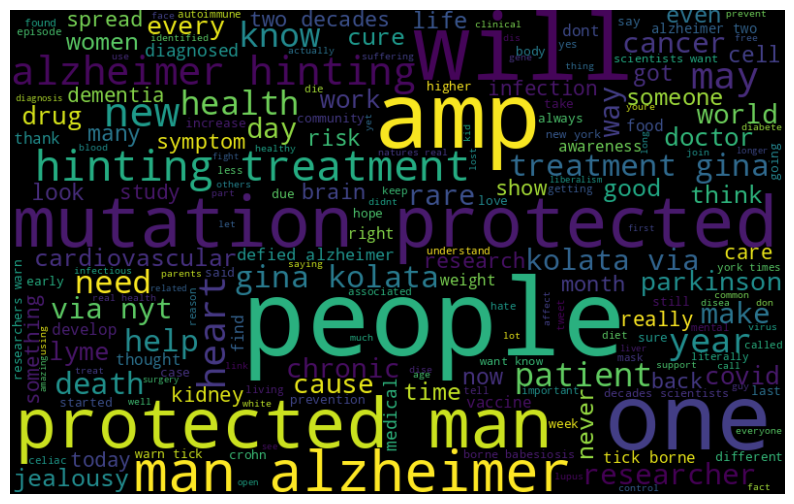 spread every know two decades life even alzheimer two
autoimmune face clinical dis prevent
found episode identified actually use suffering gene
women diagnosed cure dont say cancer cell scientists want
body yes thing free
alzheimer hinting will
dementia got may
diagnosis die higher infection someone youre
new health work amp way world
drug day community take always new york food diabete
thank many symptom increase yet awareness doctor
risk lost kid long going
blood fight healthy natures real liberalism join longer
hinting treatment treatment gina
less getting
look study due brain rare show good think
others part keep love
let didnt hope right first
mutation protected
cardiovascular defied alzheimer research kolata via care
said understand
early infectious parents saying gina kolata month york times
need associated weight parkinson
researchers warn related reason hate affect still common don
real health disea
via nyt heart people really make
something develop help find lot tweet mental virus
lyme thought much diet sure called year
amazingusing treat link case chronic want know literally support call
death surgery cause dise age liver mask now patient back covid
started living tell important guy
kidney prevention time decades scientists last
well white medical vaccine never everyone
protected man one
week
today warn tick crohn tick borne different
jealousy celiac open man alzheimer borne babesiosis researcher
sre lupus control fact